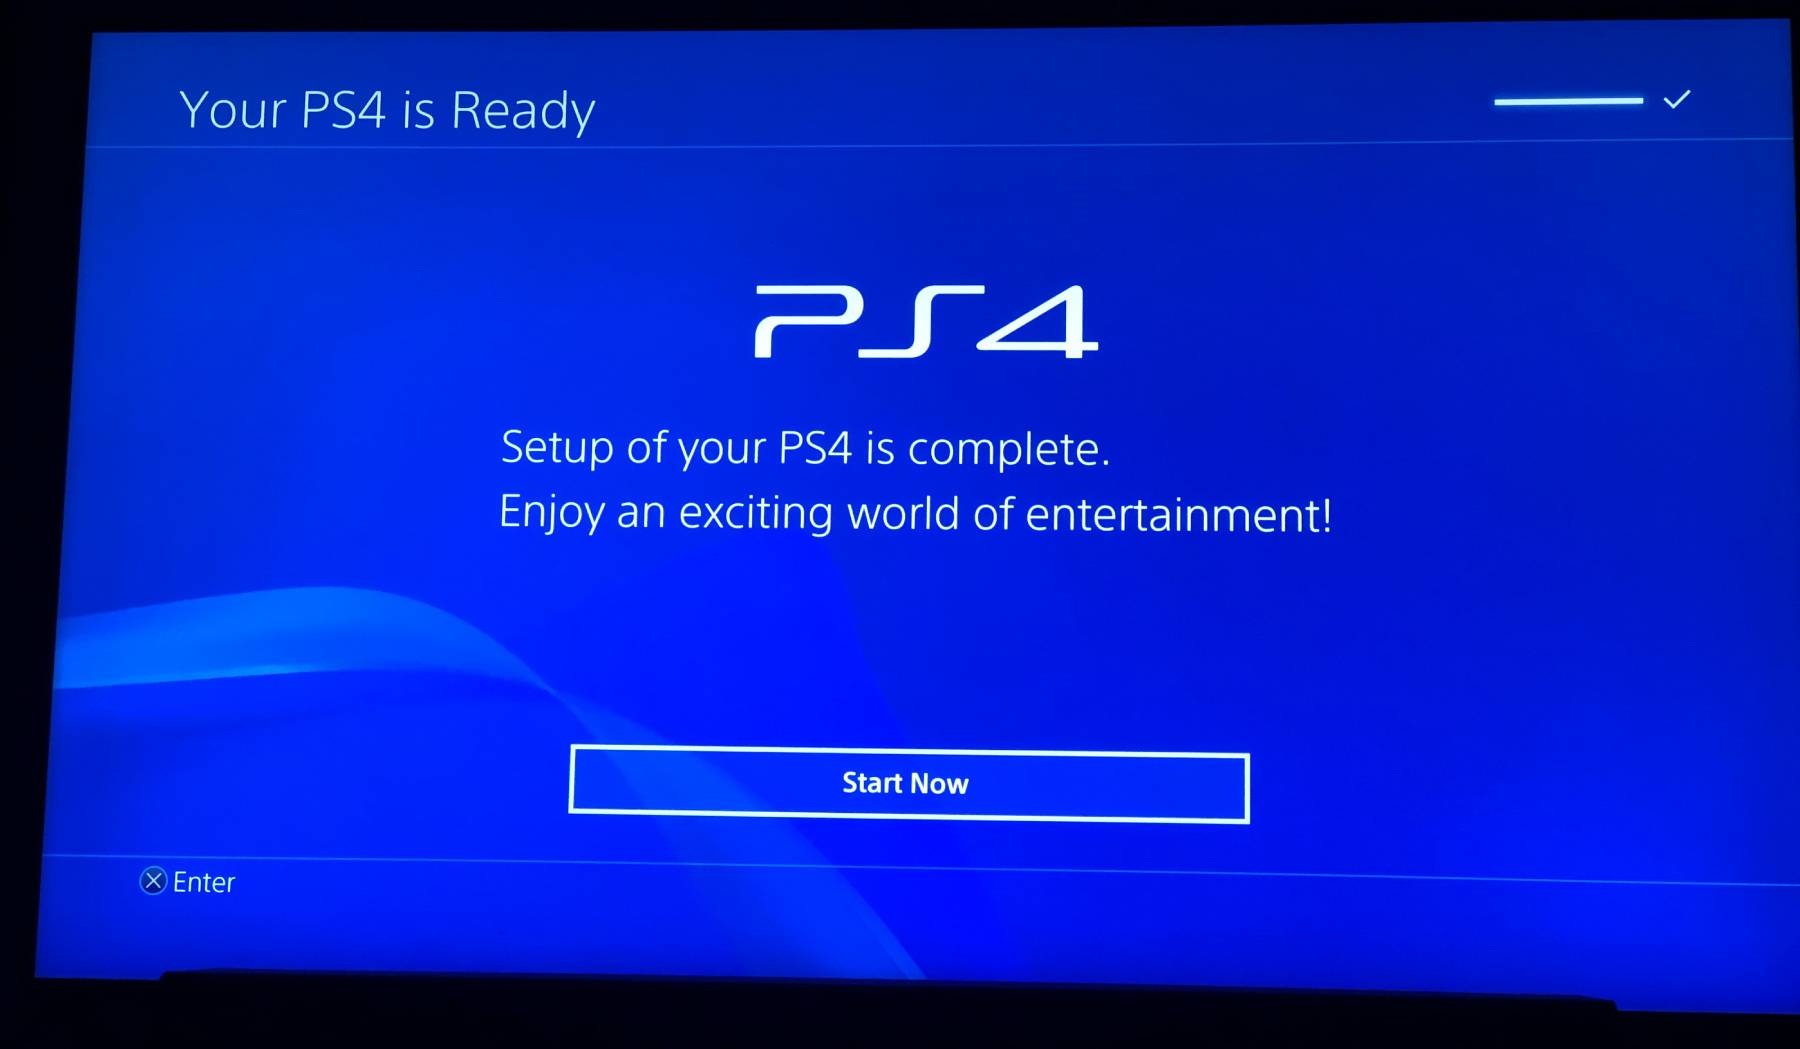 Your PS4 is Ready
PS4
Setup of your PS4 is complete.
Enjoy an exciting world of entertainment!
Start Now
Enter